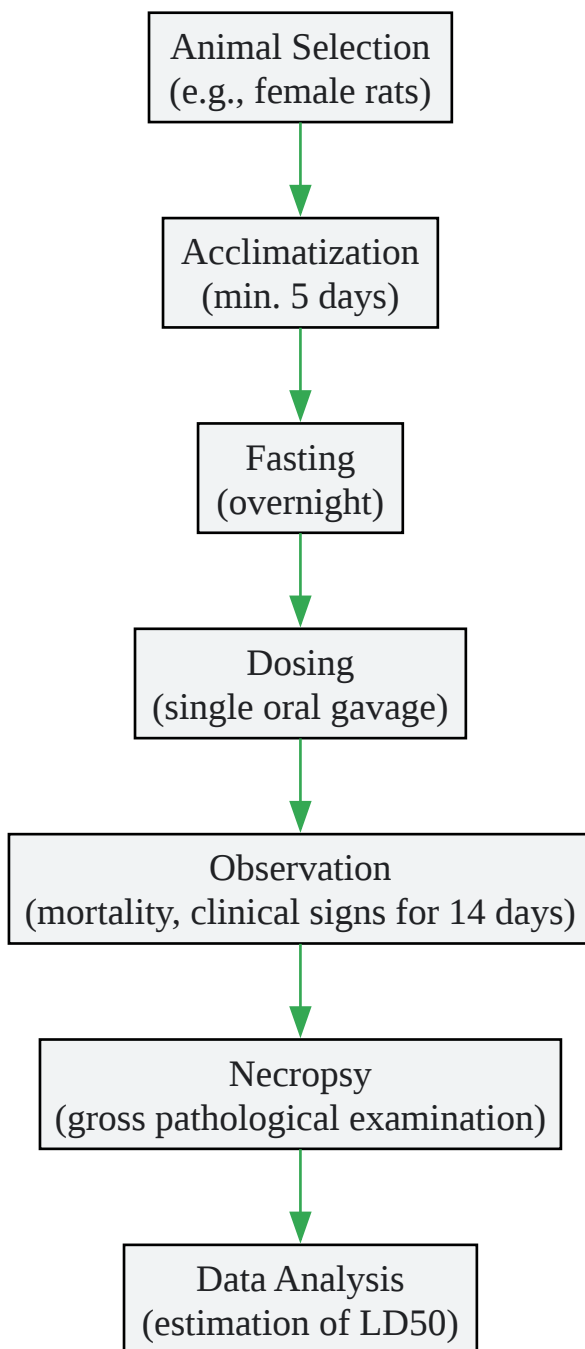 Animal Selection
(e.g., female rats)
Acclimatization
(min. 5 days)
Fasting
(overnight)
Dosing
(single oral gavage)
Observation
(mortality, clinical signs for 14 days)
Necropsy
(gross pathological examination)
Data Analysis
(estimation of LD50)